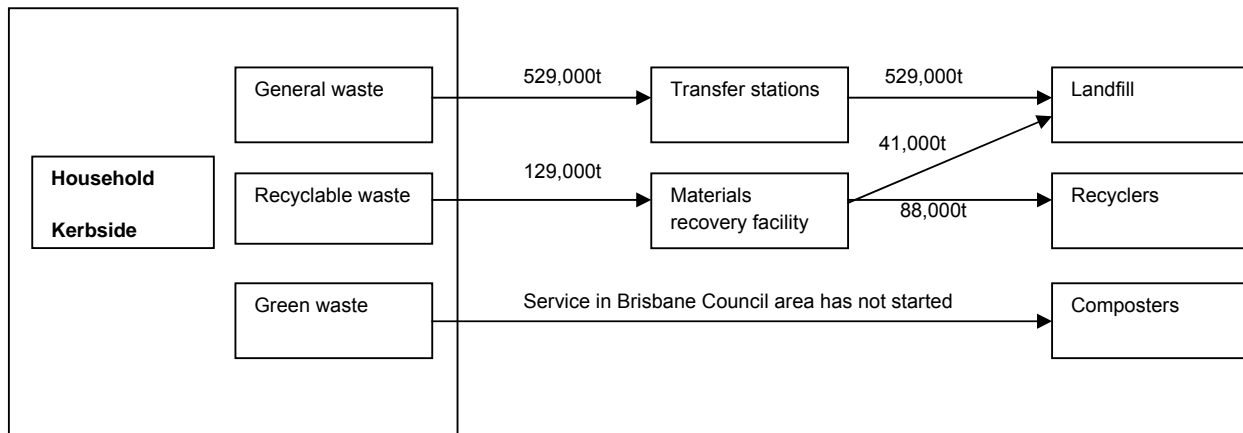 General waste
529,000t
Transfer stations
529,000t
Landfill
41,000t
Household
Kerbside
Recyclable waste
129,000t
Materials
recovery facility
88,000t
Recyclers
Green waste
Service in Brisbane Council area has not started
Composters